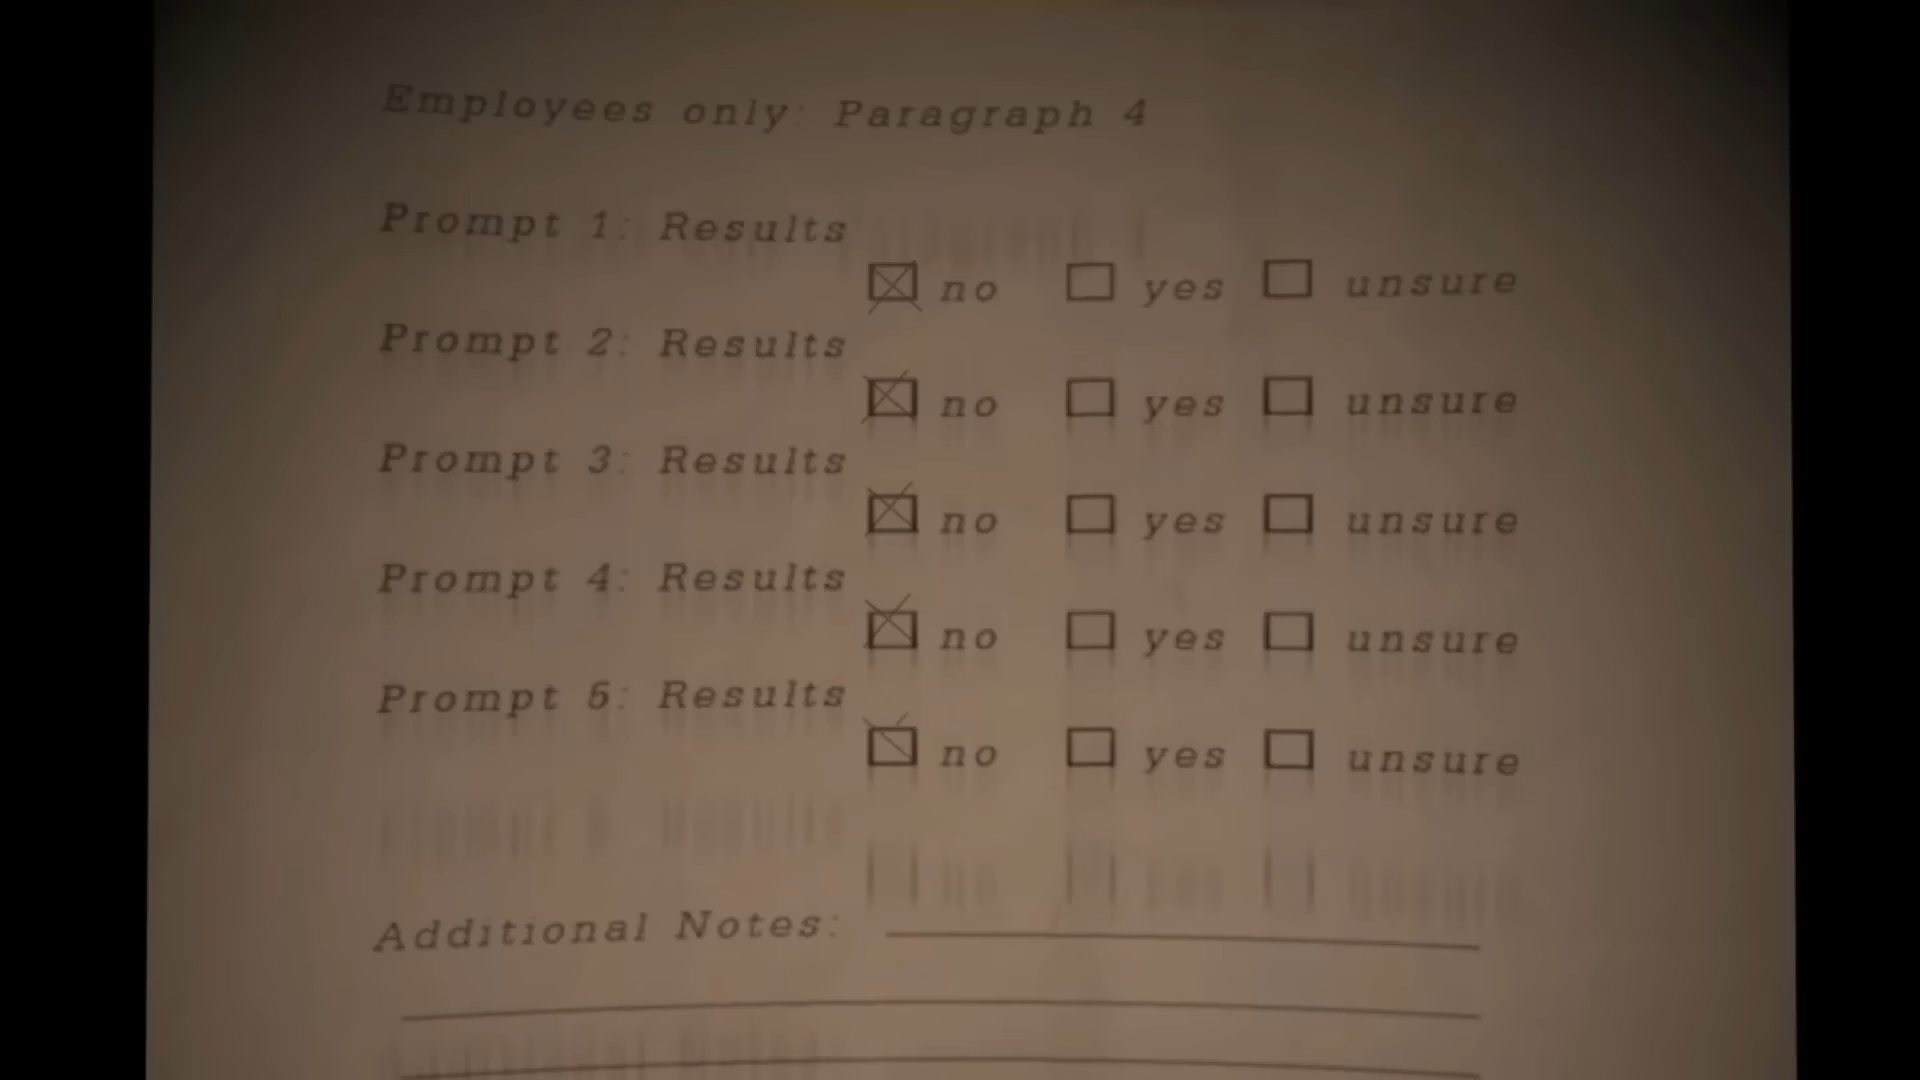 Employees only: Paragraph 4
Prompt 1: Results
☒ no ☐ yes ☐ unsure
Prompt 2: Results
☒ no ☐ yes ☐ unsure
Prompt 3: Results
☒ no ☐ yes ☐ unsure
Prompt 4: Results
☒ no ☐ yes ☐ unsure
Prompt 5: Results
☒ no ☐ yes ☐ unsure
Additional Notes: